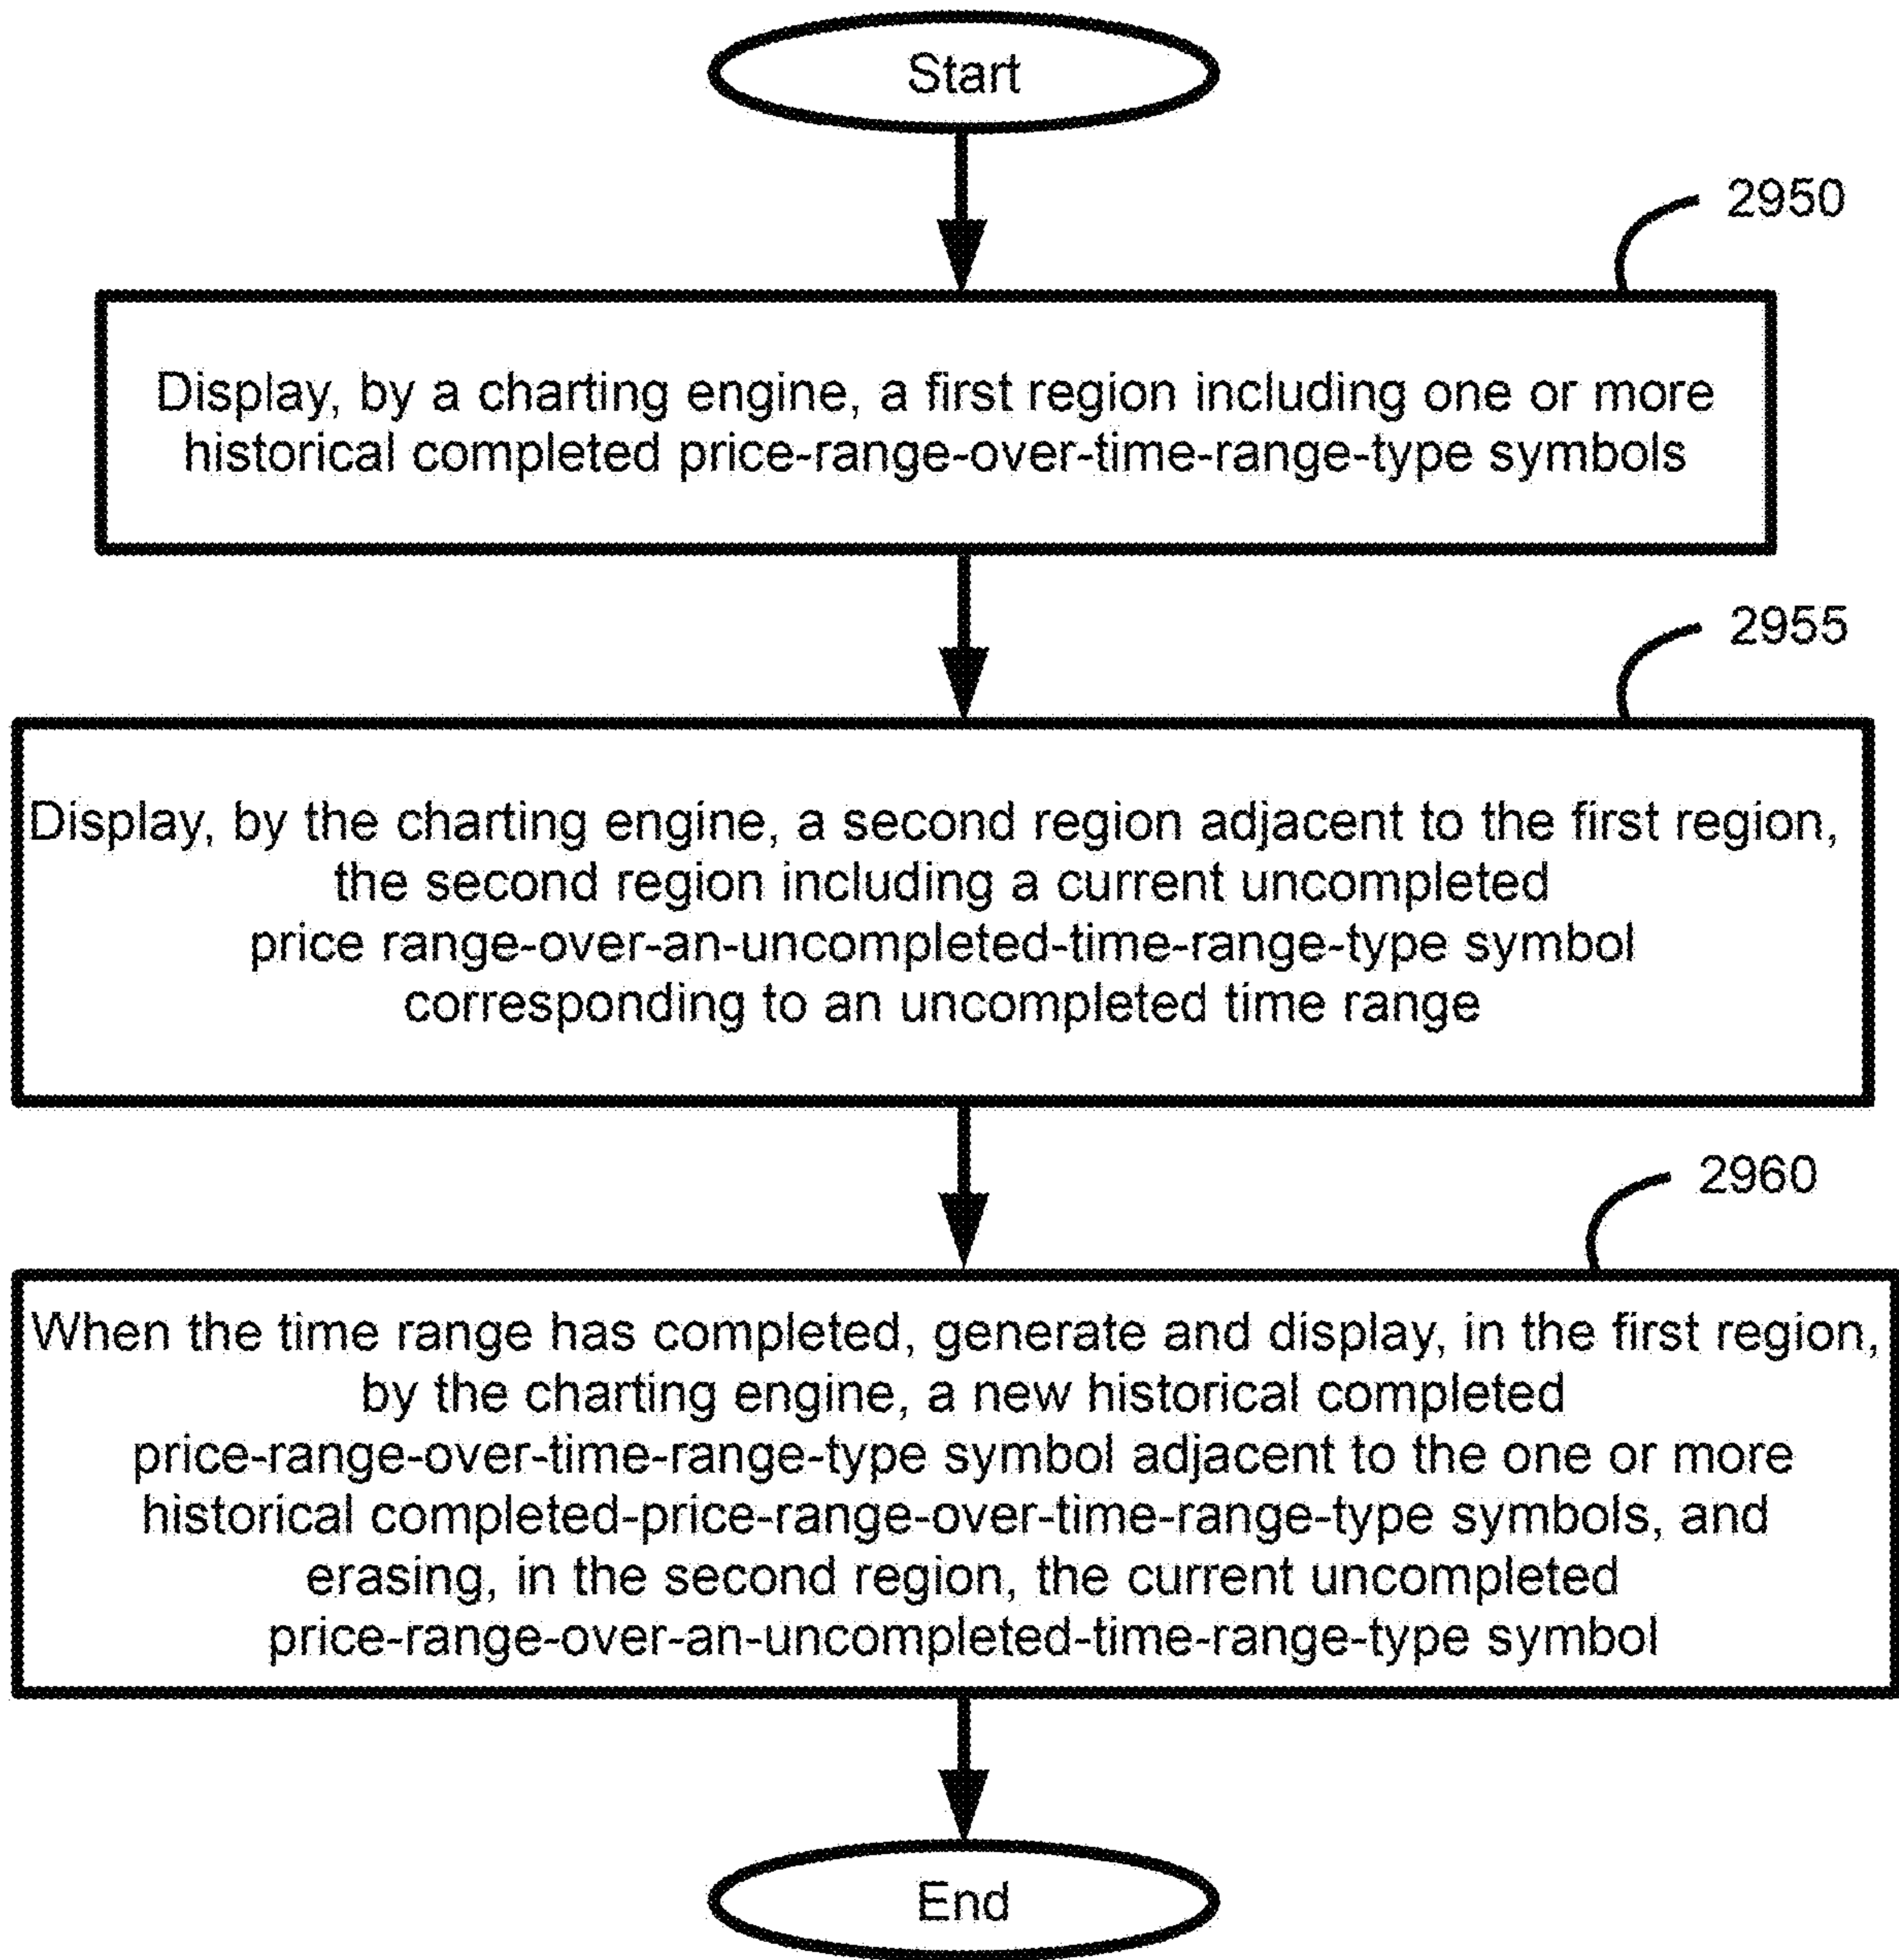 Start
2950
Display, by a charting engine, a first region including one or more
historical completed price-range-over-time-range-type symbols
2955
Display, by the charting engine, a second region adjacent to the first region,
the second region including a current uncompleted
price range-over-an-uncompleted-time-range-type symbol
corresponding to an uncompleted time range
2960
When the time range has completed, generate and display, in the first region,
by the charting engine, a new historical completed
price-range-over-time-range-type symbol adjacent to the one or more
historical completed-price-range-over-time-range-type symbols, and
erasing, in the second region, the current uncompleted
price-range-over-an-uncompleted-time-range-type symbol
End